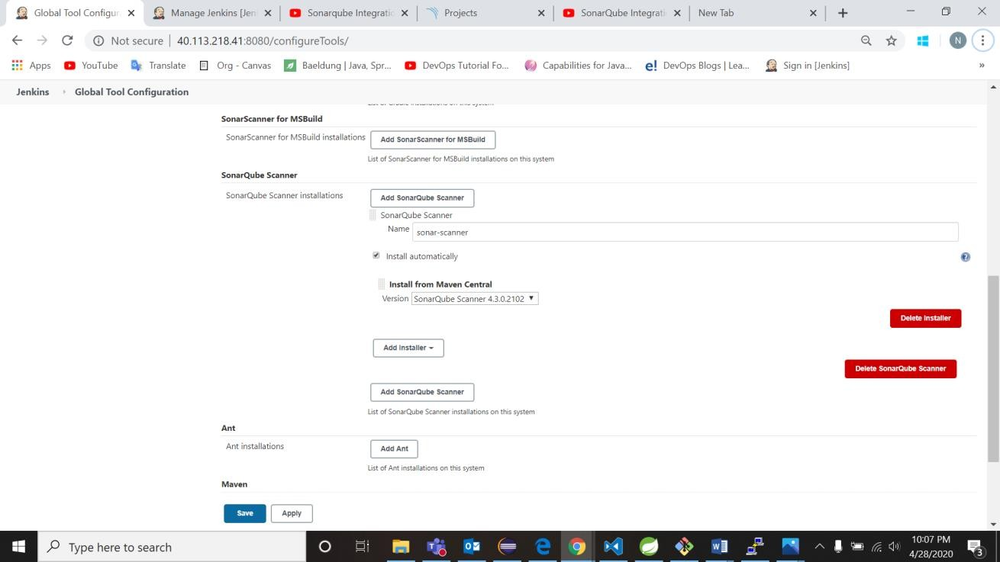 Global Tool Configur
Manage Jenkins [Jen
Sonarqube Integratio
Projects
SonarQube Integrati
New Tab
Not secure
40.113.218.41:8080/configureTools/
N
Apps
YouTube
Translate
Org - Canvas
Baeldung | Java, Spr...
DevOps Tutorial Fo...
Capabilities for Java...
e!
DevOps Blogs | Lea...
Sign in [Jenkins]
»
Jenkins
Global Tool Configuration
List of Gradle installations on this system
SonarScanner for MSBuild
SonarScanner for MSBuild installations
Add SonarScanner for MSBuild
List of SonarScanner for MSBuild installations on this system
SonarQube Scanner
SonarQube Scanner installations
Add SonarQube Scanner
SonarQube Scanner
Name
sonar-scanner
Install automatically
Install from Maven Central
Version
SonarQube Scanner 4.3.0.2102
Delete Installer
Add Installer
Delete SonarQube Scanner
Add SonarQube Scanner
List of SonarQube Scanner installations on this system
Ant
Ant installations
Add Ant
List of Ant installations on this system
Maven
Save
Apply
Type here to search
10:07 PM
4/28/2020
3